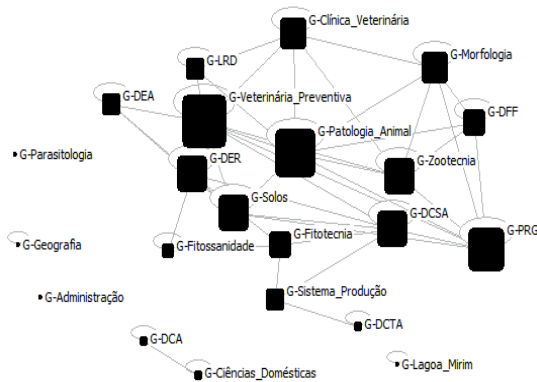 G-Clínica_Veterinária
G-LRD
G-Morfologia
G-DEA
G-Veterinária_Preventiva
G-DFF
G-Parasitologia
G-Patologia_Animal
G-DER
G-Zootecnia
G-Solos
G-DCSA
G-PRG
G-Geografia
G-Fitossanidade
G-Fitotecnia
G-Administração
G-Sistema_Produção
G-DCTA
G-DCA
G-Lagoa_Mirim
G-Ciências_Domésticas